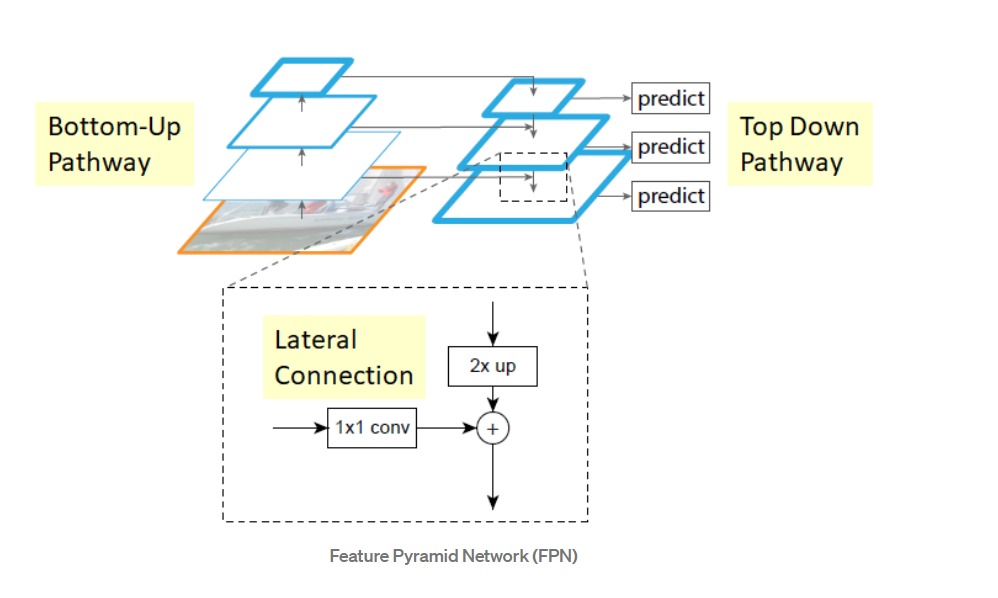 Bottom-Up
Pathway
predict
predict
predict
Top Down
Pathway
Lateral
Connection
2x up
1x1 conv
+
Feature Pyramid Network (FPN)